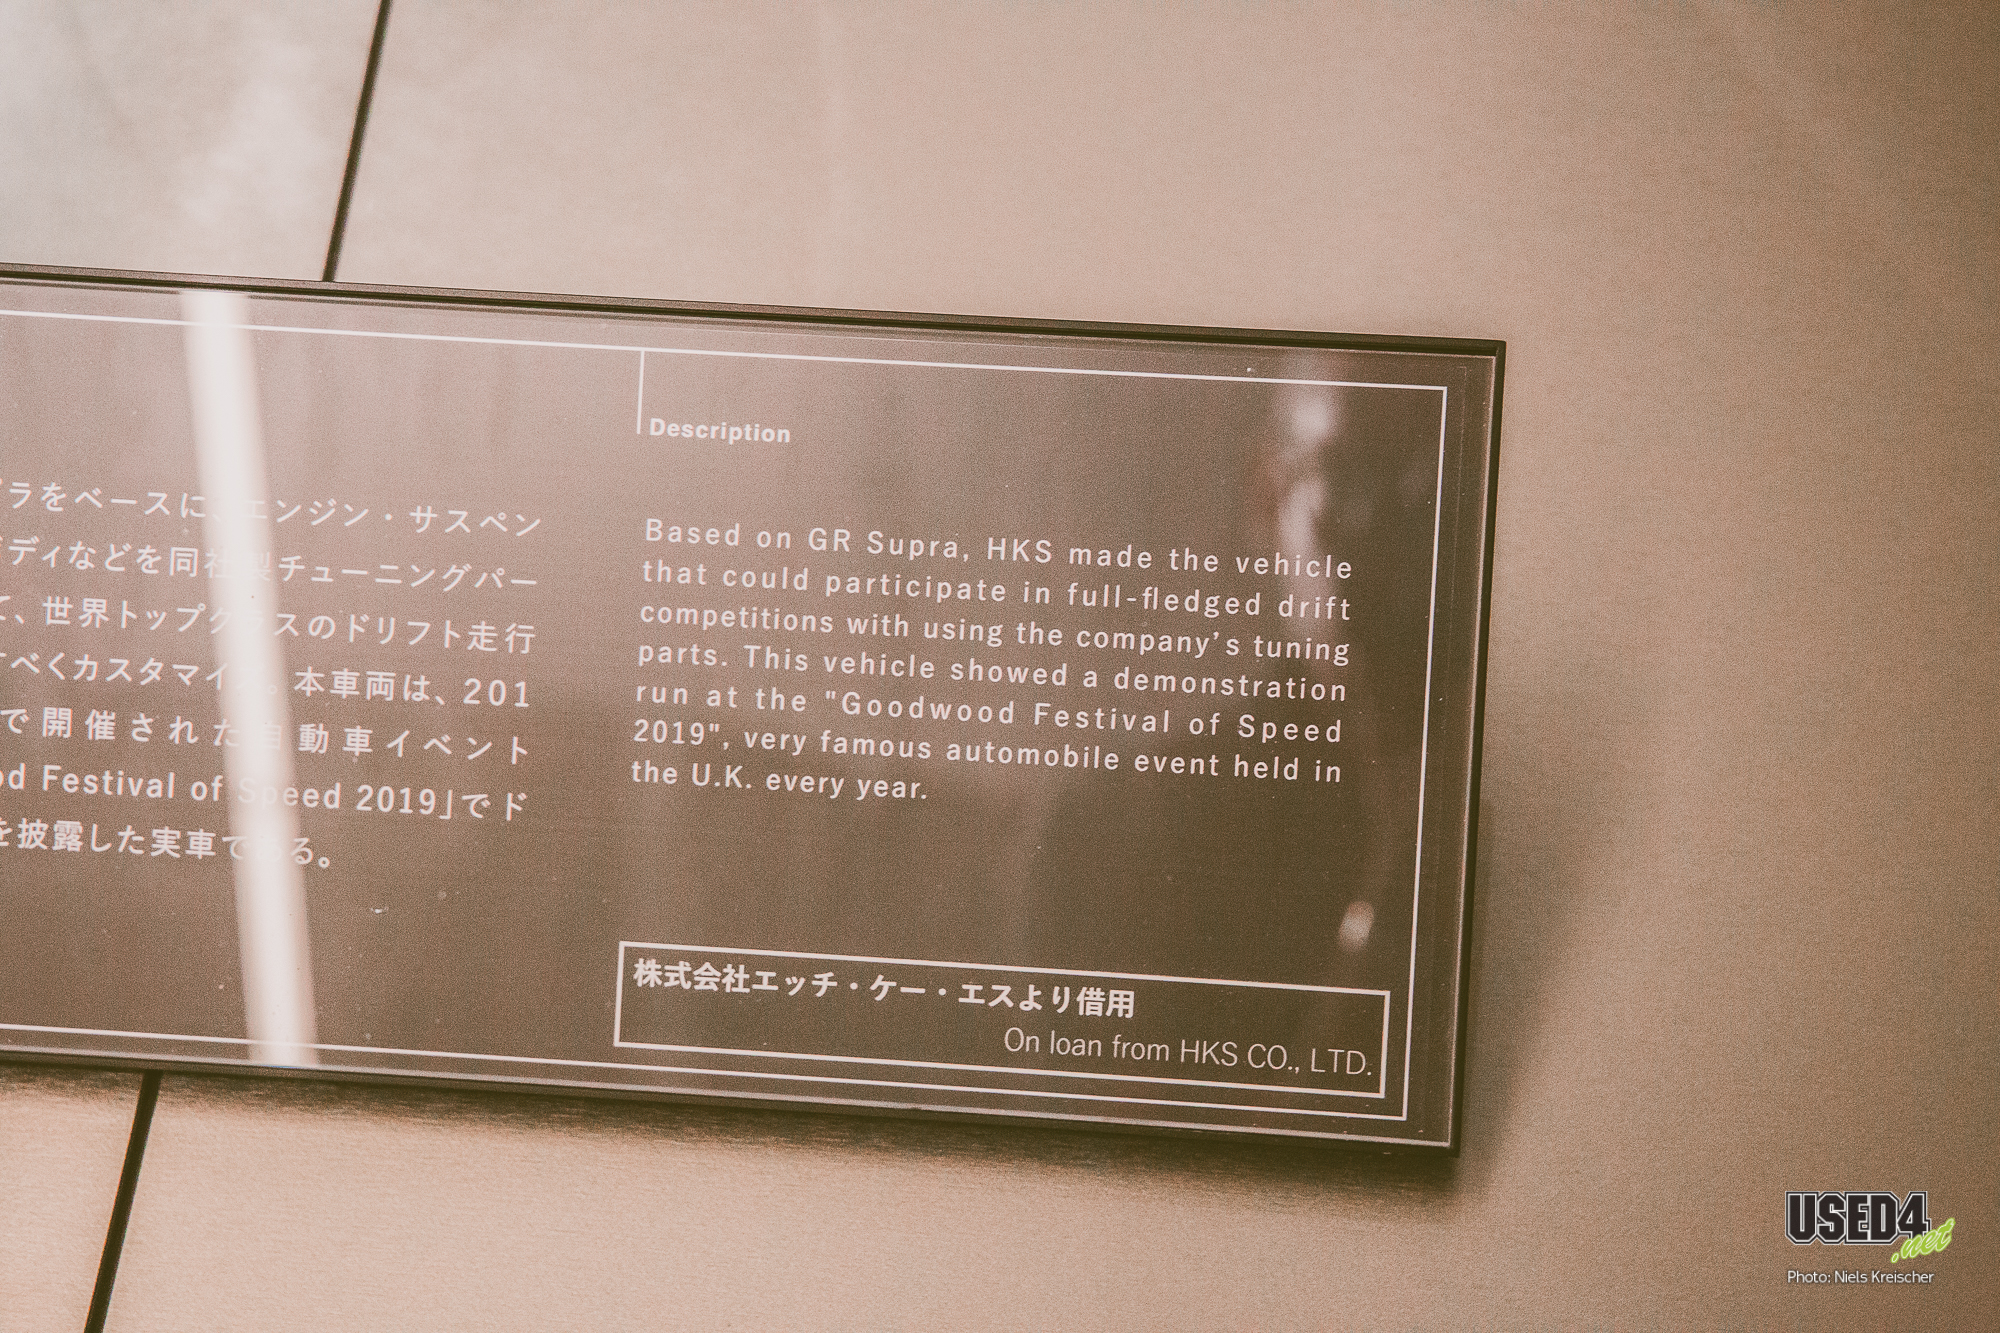 ラをベースに、エンジン・サスペン
ディなどを同社製チューニングパー
、世界トップクラスのドリフト走行
べくカスタマイズ。本車両は、201
で開催された自動車イベント
od Festival of Speed 2019」でド
を披露した実車である。
Description
Based on GR Supra, HKS made the vehicle
that could participate in full-fledged drift
competitions with using the company's tuning
parts. This vehicle showed a demonstration
run at the "Goodwood Festival of Speed
2019", very famous automobile event held in
the U.K. every year.
株式会社エッチ・ケー・エスより借用
On loan from HKS CO., LTD.
USED4
.net
Photo: Niels Kreischer